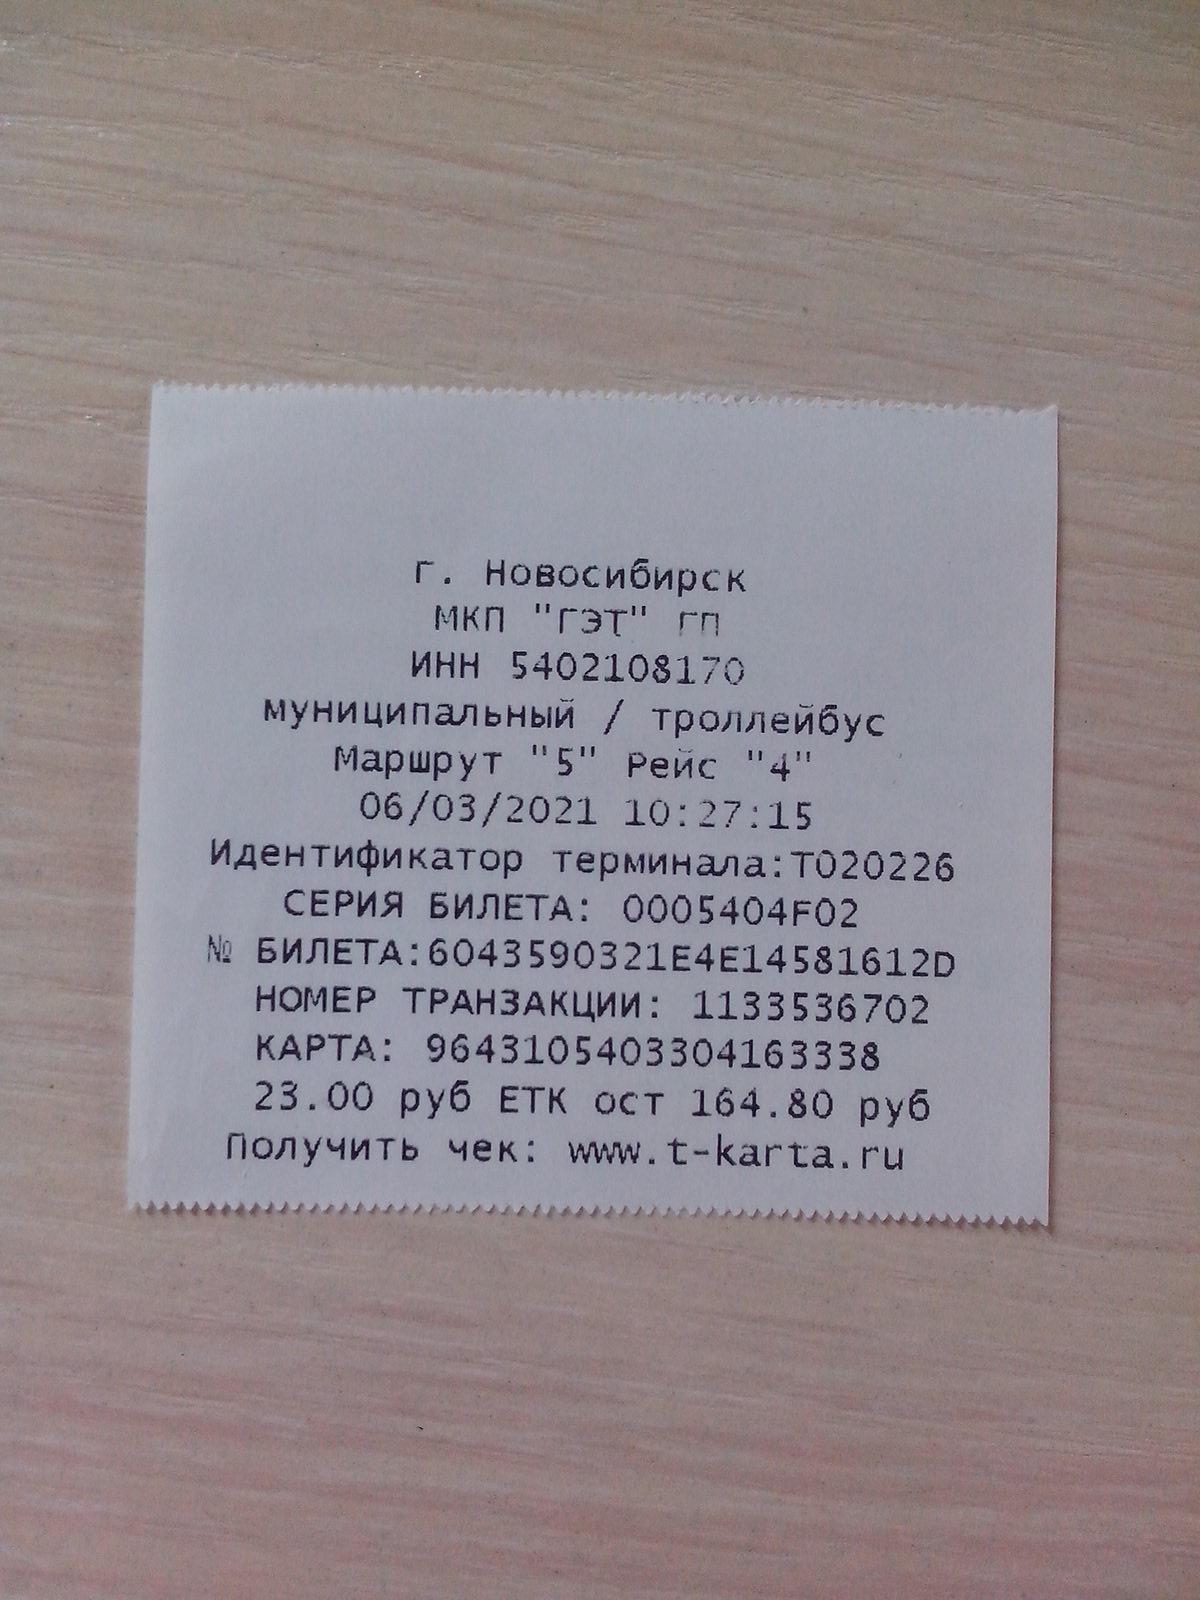 г. Новосибирск
МКП "ГЭТ" ГП
ИНН 5402108170
муниципальный / троллейбус
Маршрут "5" Рейс "4"
06/03/2021 10:27:15
Идентификатор терминала:T020226
СЕРИЯ БИЛЕТА: 0005404F02
№ БИЛЕТА:6043590321E4E14581612D
НОМЕР ТРАНЗАКЦИИ: 1133536702
КАРТА: 9643105403304163338
23.00 руб ЕТК ост 164.80 руб
Получить чек: www.t-karta.ru